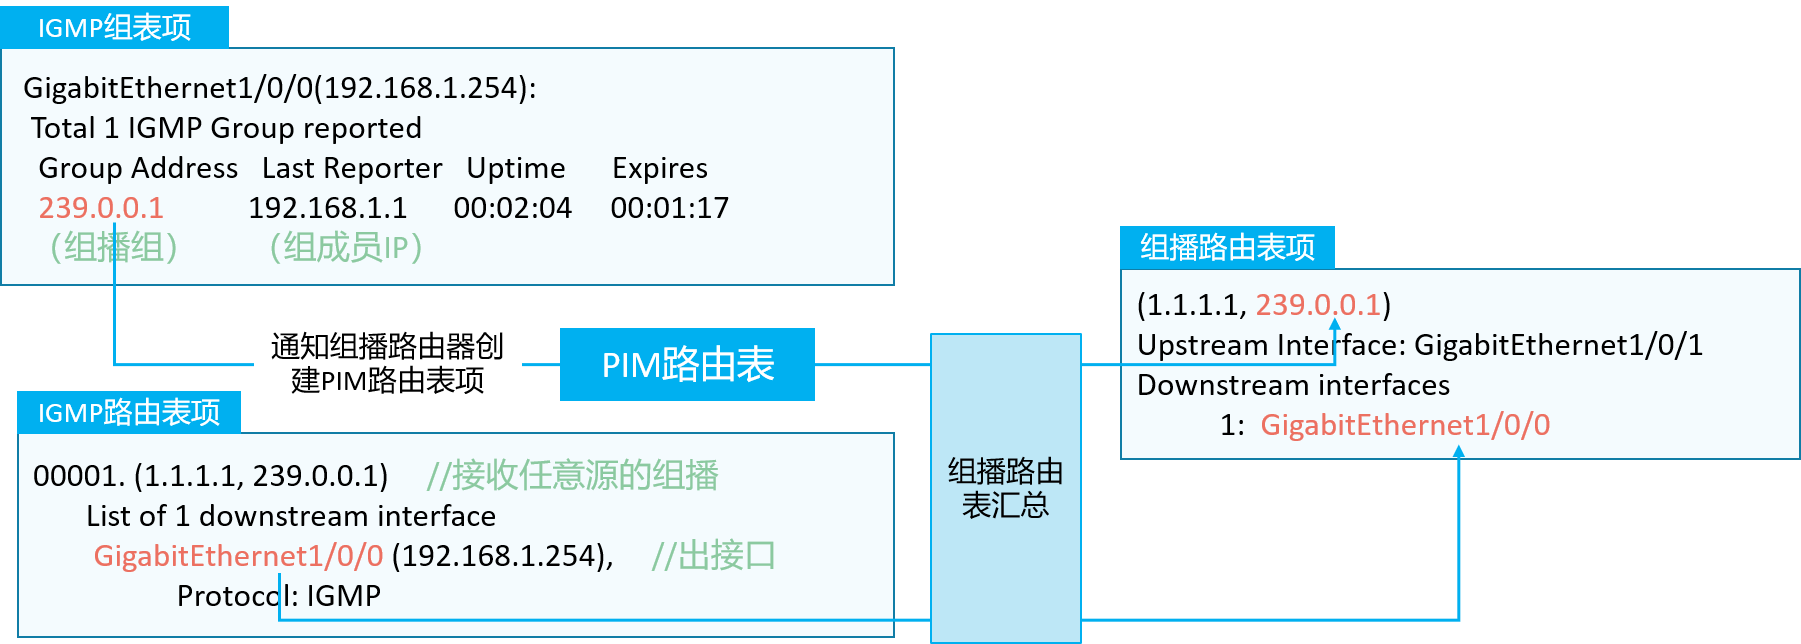 IGMP组表项
GigabitEthernet1/0/0(192.168.1.254):
Total 1 IGMP Group reported
Group Address Last Reporter Uptime Expires
239.0.0.1 192.168.1.1 00:02:04 00:01:17
（组播组） （组成员IP）
通知组播路由器创
建PIM路由表项
PIM路由表
IGMP路由表项
00001. (1.1.1.1, 239.0.0.1) //接收任意源的组播
List of 1 downstream interface
GigabitEthernet1/0/0 (192.168.1.254), //出接口
Protocol: IGMP
组播路由
表汇总
组播路由表项
(1.1.1.1, 239.0.0.1)
Upstream Interface: GigabitEthernet1/0/1
Downstream interfaces
1: GigabitEthernet1/0/0